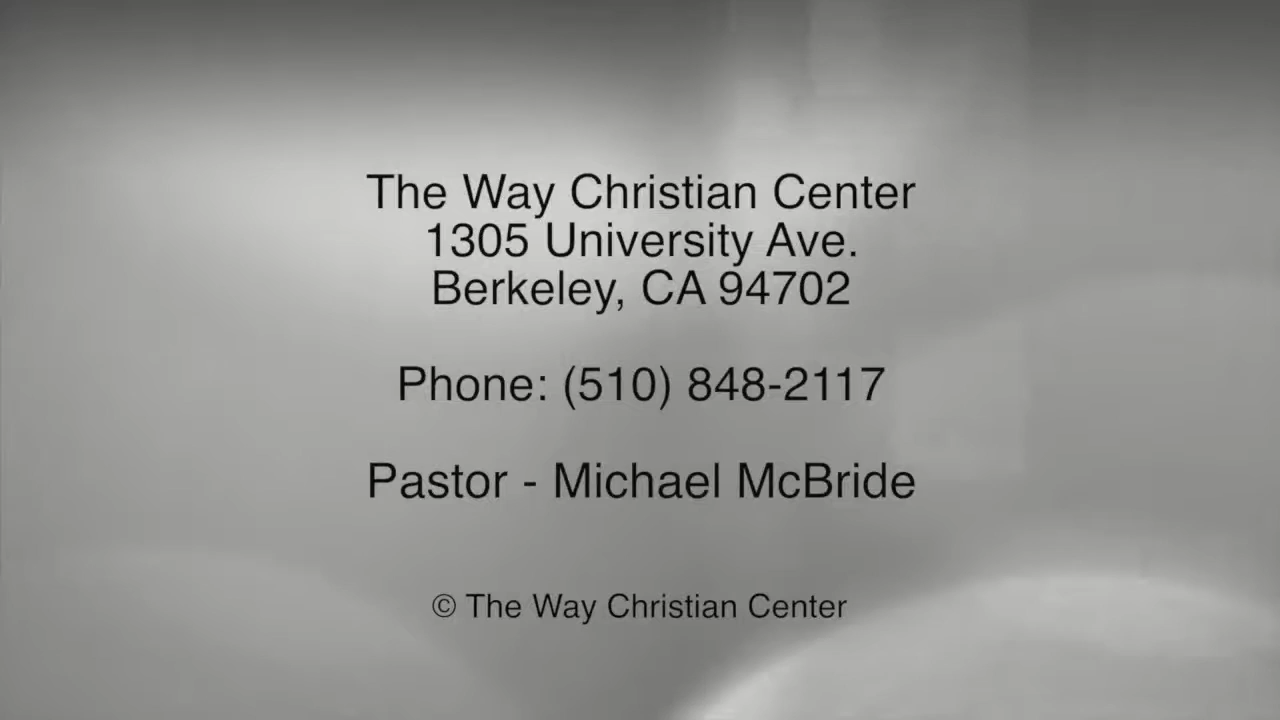 The Way Christian Center
1305 University Ave.
Berkeley, CA 94702
Phone: (510) 848-2117
Pastor - Michael McBride
© The Way Christian Center